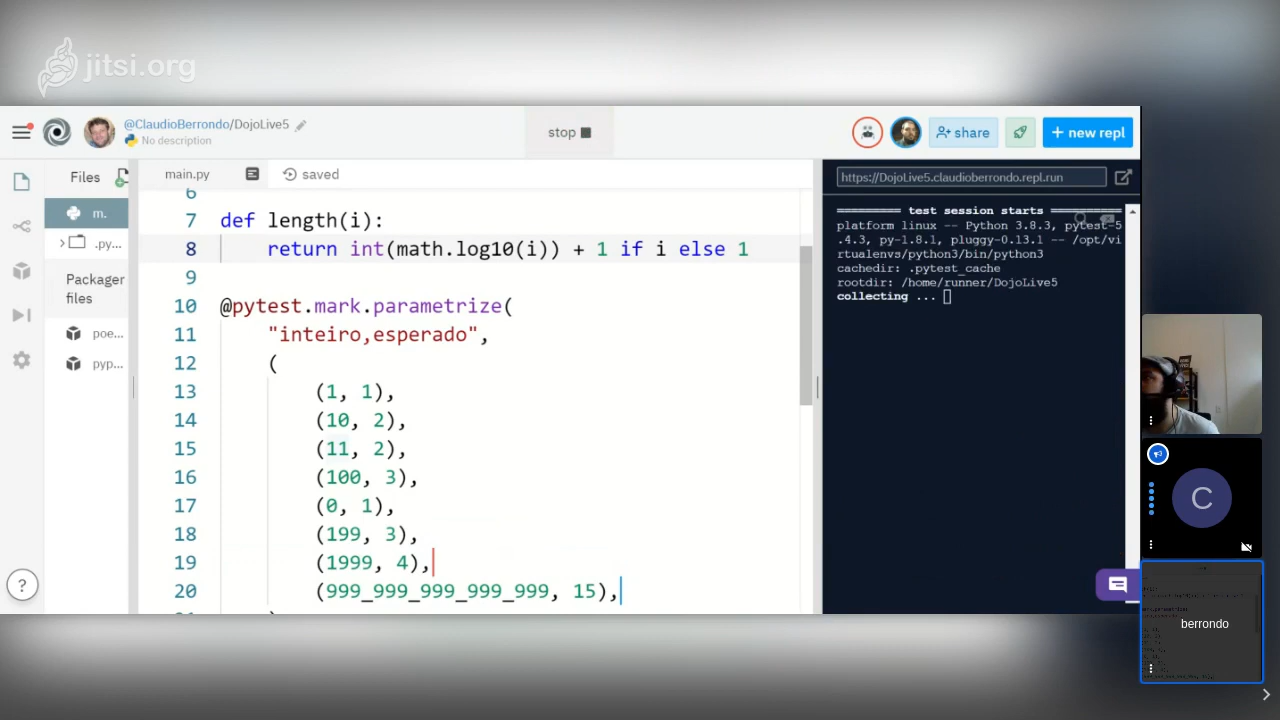 jitsi.org
@ClaudioBerrondo/DojoLive5
No description
stop
share
+ new repl
Files
main.py
saved
https://DojoLive5.claudioberrondo.repl.run
m.
.py...
Packager
files
poe...
pyp...
6
7 def length(i):
8 return int(math.log10(i)) + 1 if i else 1
9
10 @pytest.mark.parametrize(
11 "inteiro,esperado",
12 (
13 (1, 1),
14 (10, 2),
15 (11, 2),
16 (100, 3),
17 (0, 1),
18 (199, 3),
19 (1999, 4),
20 (999_999_999_999_999, 15),
========= test session starts =========
platform linux -- Python 3.8.3, pytest-5
.4.3, py-1.8.1, pluggy-0.13.1 -- /opt/vi
rtualenvs/python3/bin/python3
cachedir: .pytest_cache
rootdir: /home/runner/DojoLive5
collecting ...
?
C
berrondo